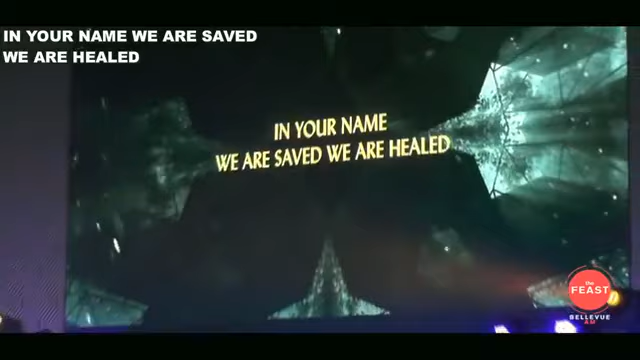 IN YOUR NAME WE ARE SAVED
WE ARE HEALED
IN YOUR NAME
WE ARE SAVED WE ARE HEALED
the
FEAST
BELLEVUE
AM